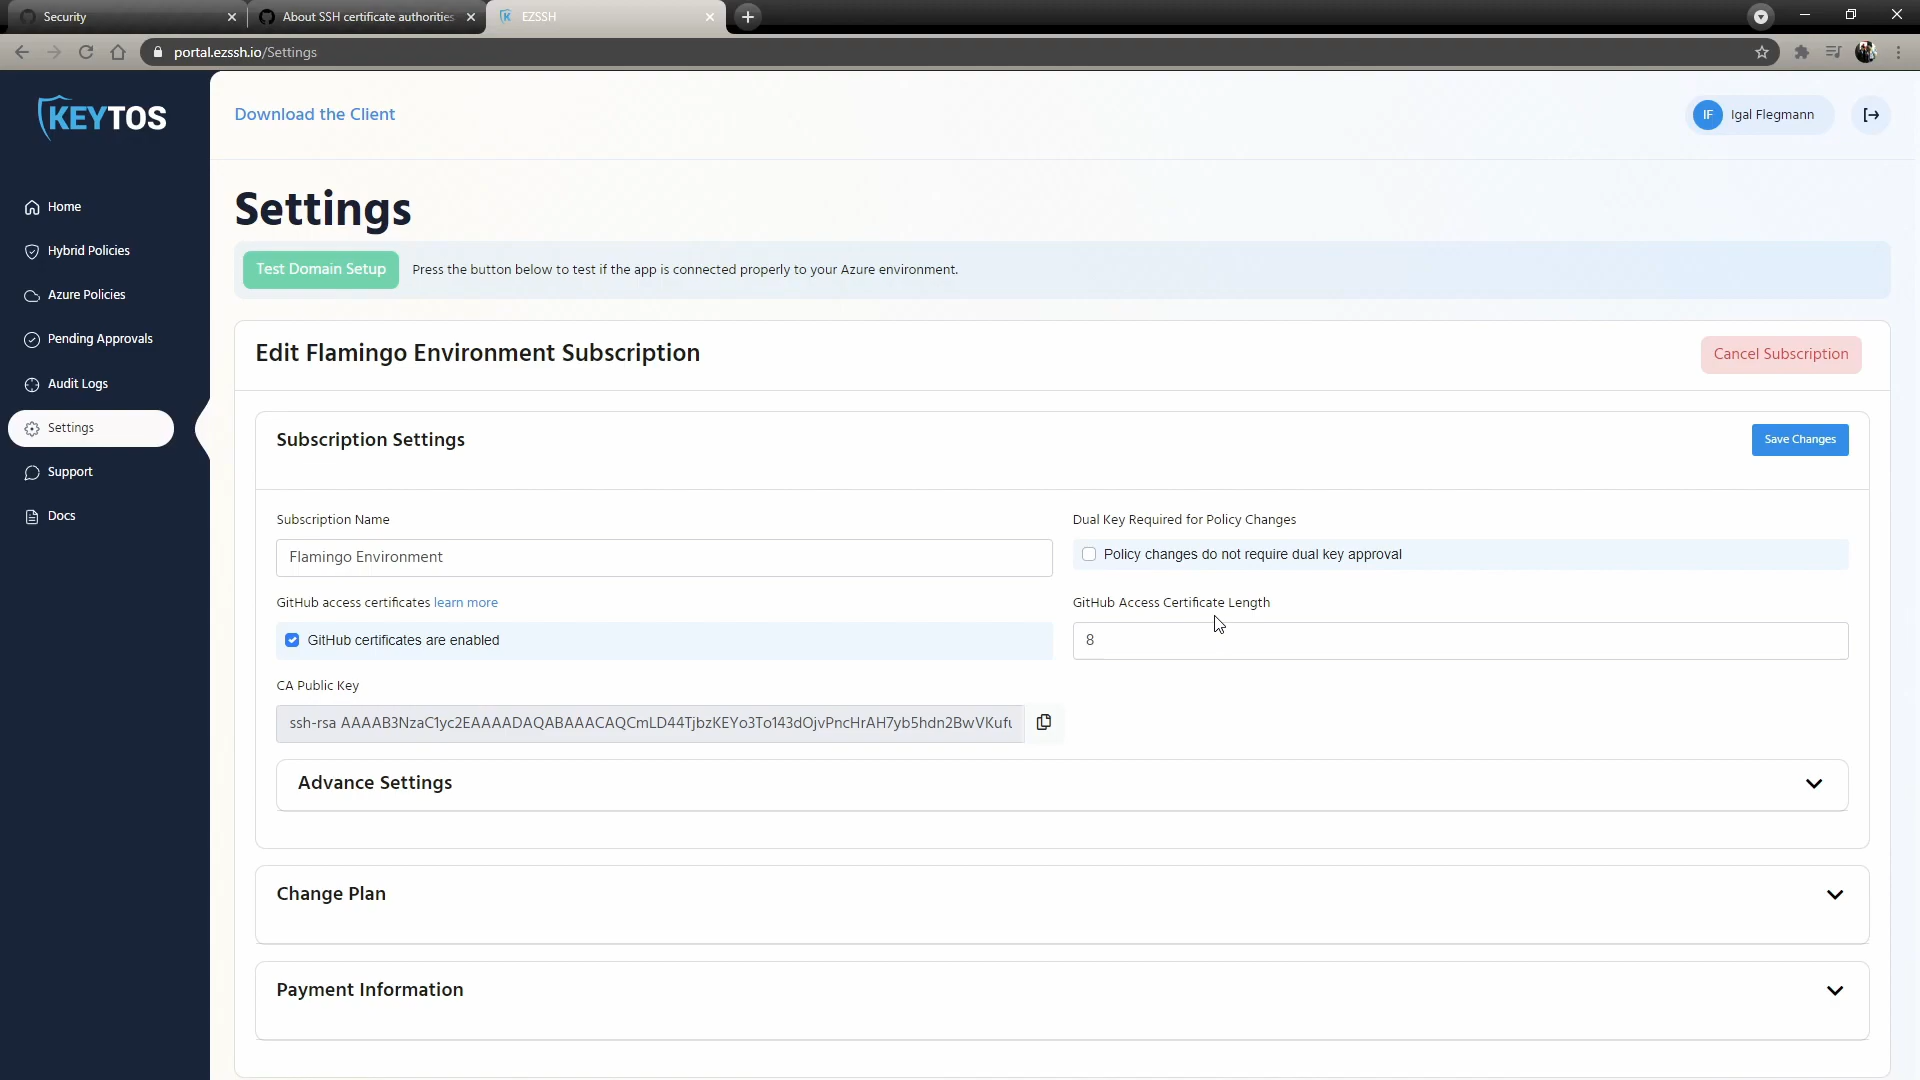 Security
About SSH certificate authorities
EZSSH
portal.ezssh.io/Settings
KEYTOS
Download the Client
IF
Igal Flegmann
Home
Hybrid Policies
Azure Policies
Pending Approvals
Audit Logs
Settings
Support
Docs
Settings
Test Domain Setup
Press the button below to test if the app is connected properly to your Azure environment.
Edit Flamingo Environment Subscription
Cancel Subscription
Subscription Settings
Save Changes
Subscription Name
Flamingo Environment
Dual Key Required for Policy Changes
Policy changes do not require dual key approval
GitHub access certificates learn more
GitHub certificates are enabled
GitHub Access Certificate Length
8
CA Public Key
ssh-rsa AAAAB3NzaC1yc2EAAAADAQABAAACAQCmLD44TjbzKEYo3To143dOjvPncHrAH7yb5hdn2BwVKufu
Advance Settings
Change Plan
Payment Information